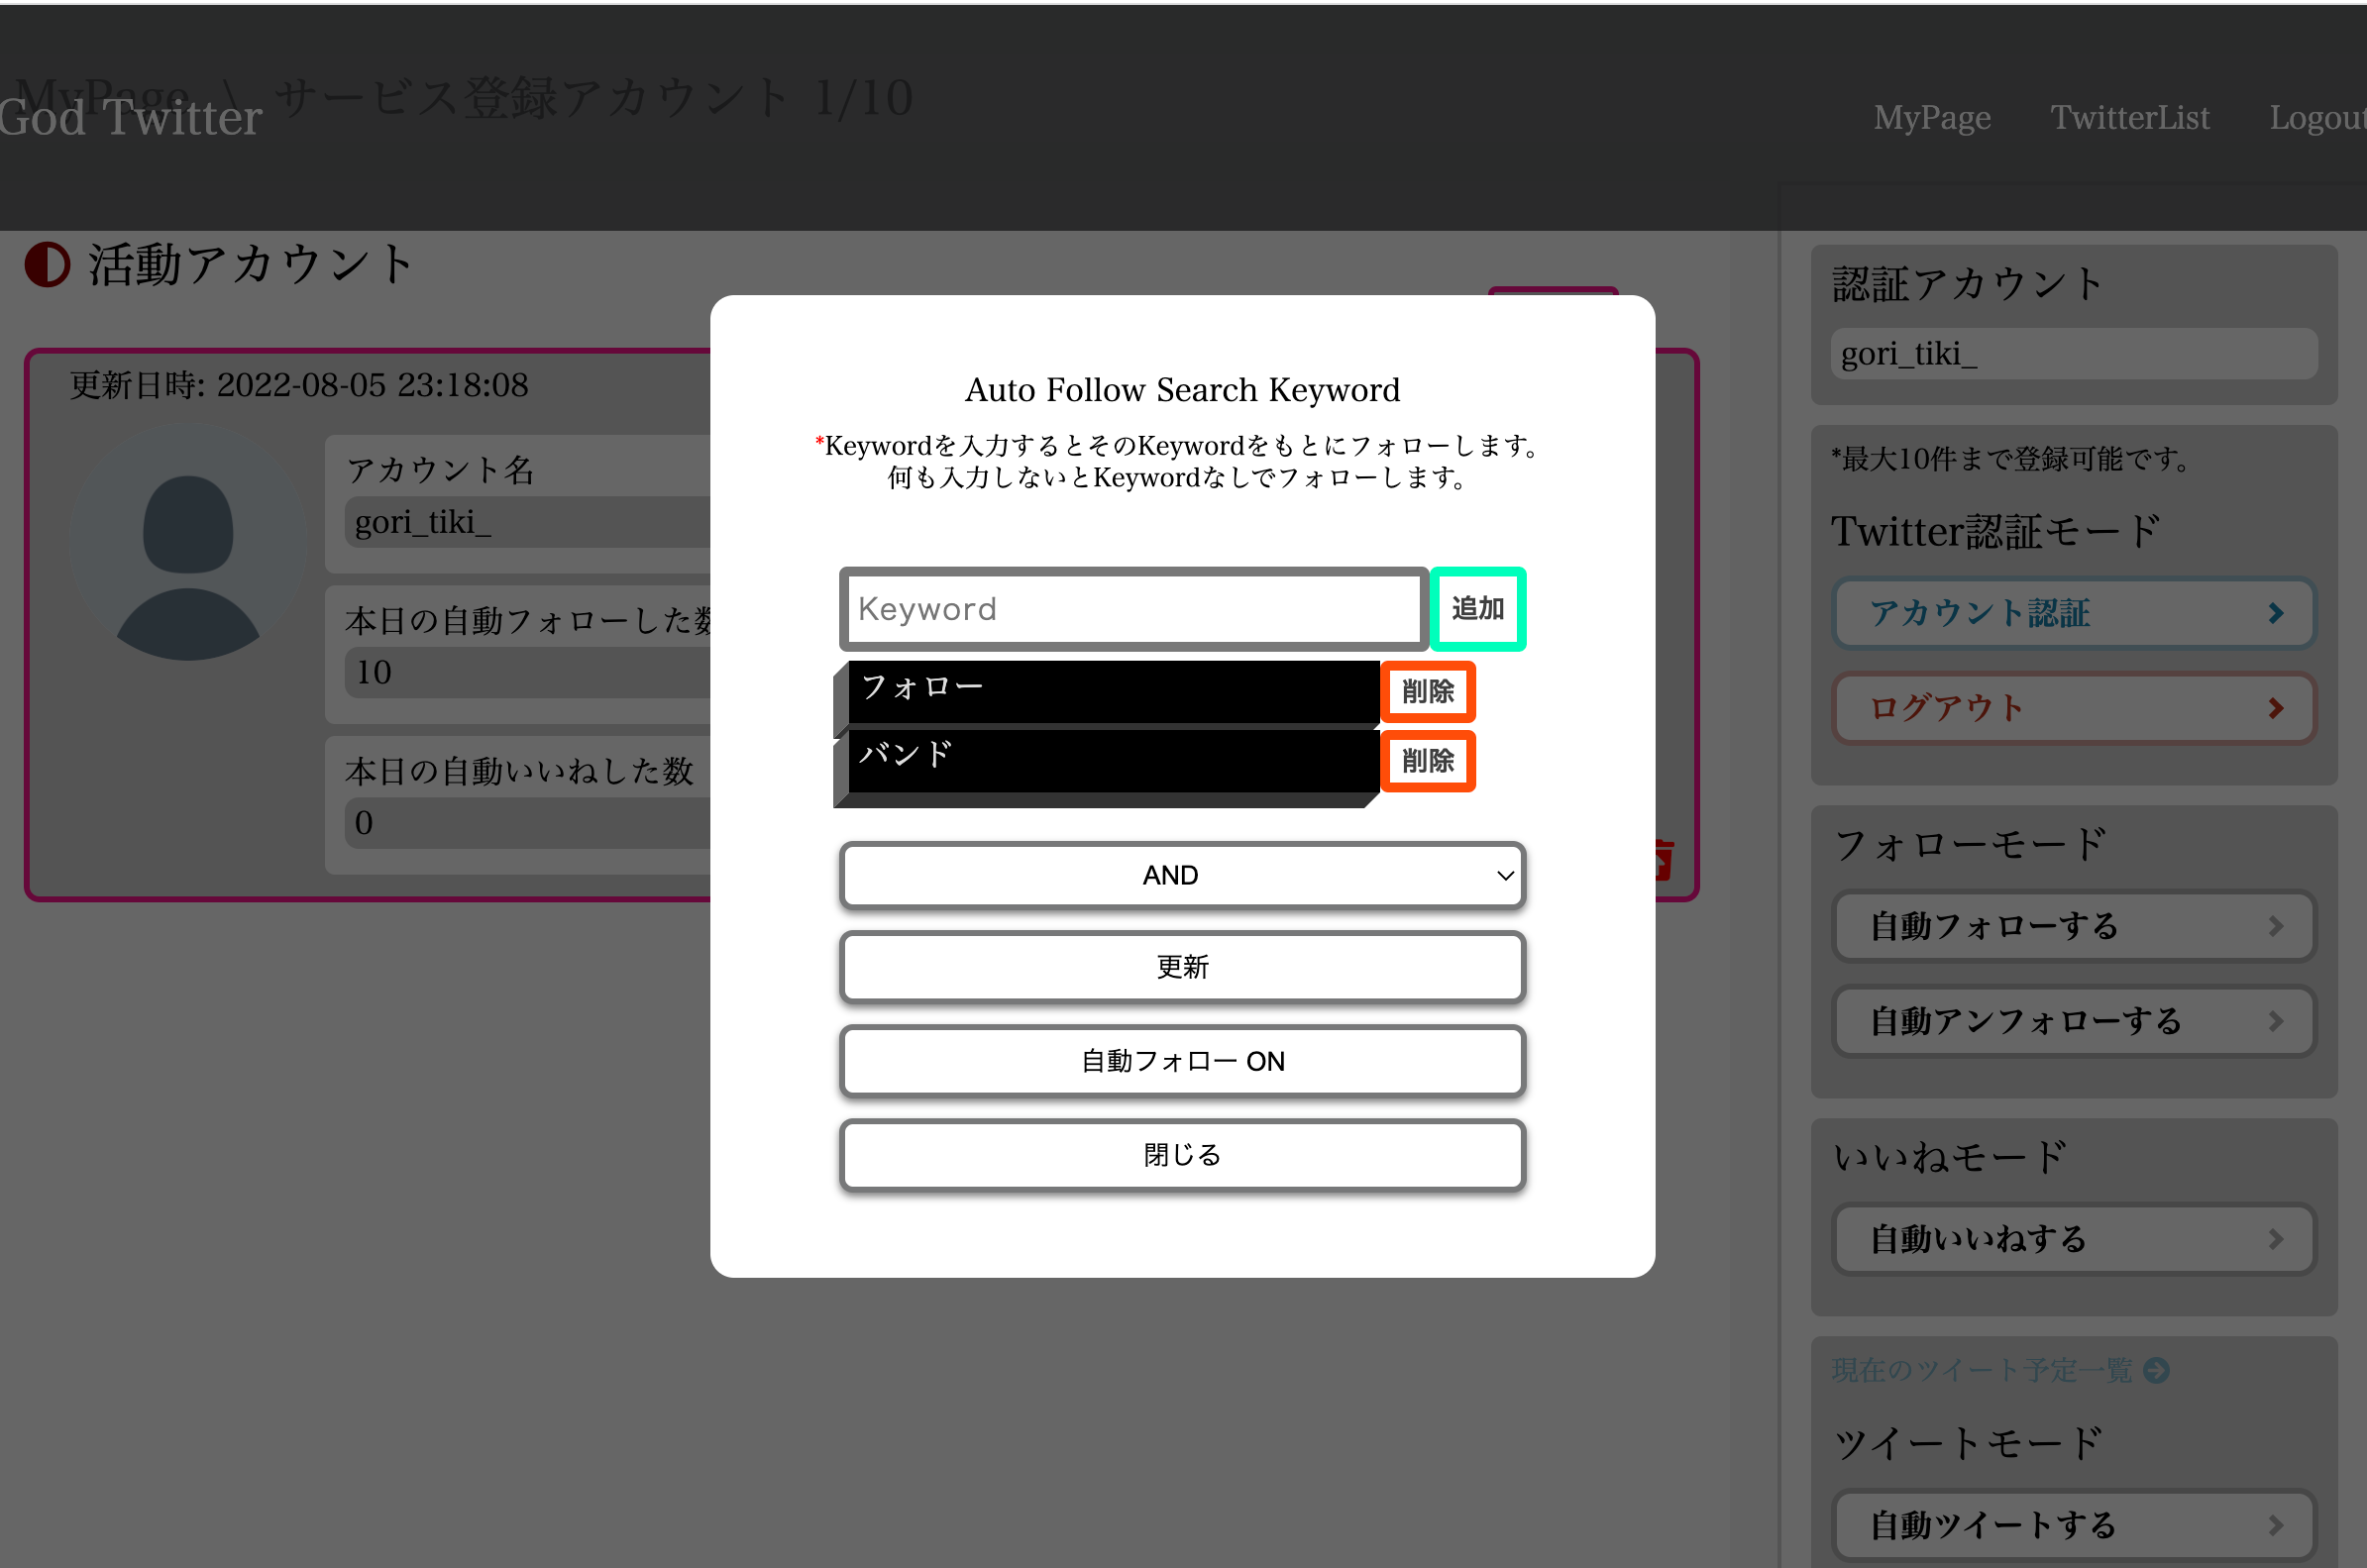 MyPage \ サービス登録アカウント 1/10
God Twitter
MyPage TwitterList Logout
活動アカウント
更新日時: 2022-08-05 23:18:08
アカウント名
gori_tiki_
本日の自動フォローした数
10
本日の自動いいねした数
0
Auto Follow Search Keyword
*Keywordを入力するとそのKeywordをもとにフォローします。
何も入力しないとKeywordなしでフォローします。
Keyword 追加
フォロー 削除
バンド 削除
AND
更新
自動フォロー ON
閉じる
認証アカウント
gori_tiki_
*最大10件まで登録可能です。
Twitter認証モード
アカウント認証
ログアウト
フォローモード
自動フォローする
自動アンフォローする
いいねモード
自動いいねする
現在のツイート予定一覧
ツイートモード
自動ツイートする